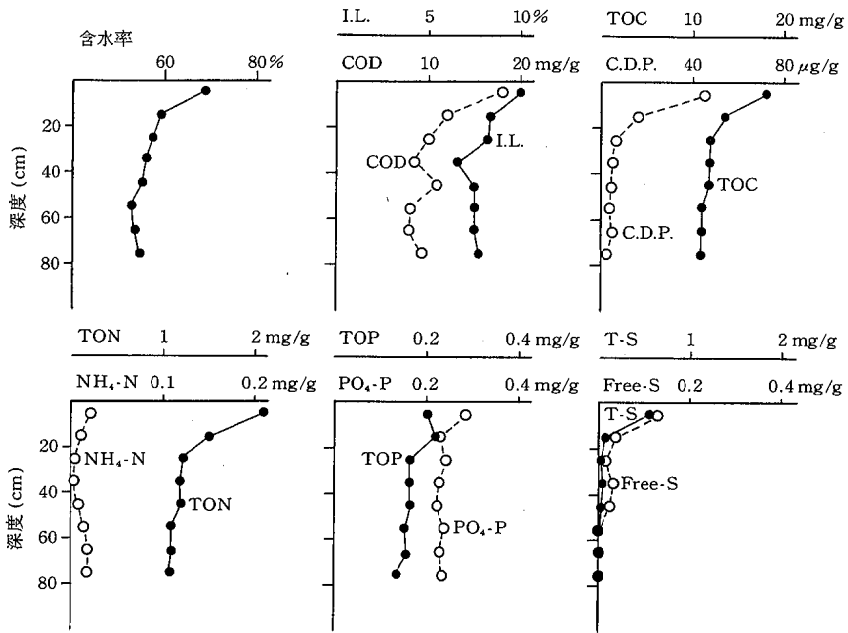 含水率
60 80%
20
40
60
80
深度 (cm)
I.L. 5 10%
COD 10 20 mg/g
COD
I.L.
TOC 10 20 mg/g
C.D.P. 40 80 μg/g
TOC
C.D.P.
TON 1 2 mg/g
NH₄-N 0.1 0.2 mg/g
20
40
60
80
深度 (cm)
NH₄-N
TON
TOP 0.2 0.4 mg/g
PO₄-P 0.2 0.4 mg/g
TOP
PO₄-P
T-S 1 2 mg/g
Free-S 0.2 0.4 mg/g
T-S
Free-S